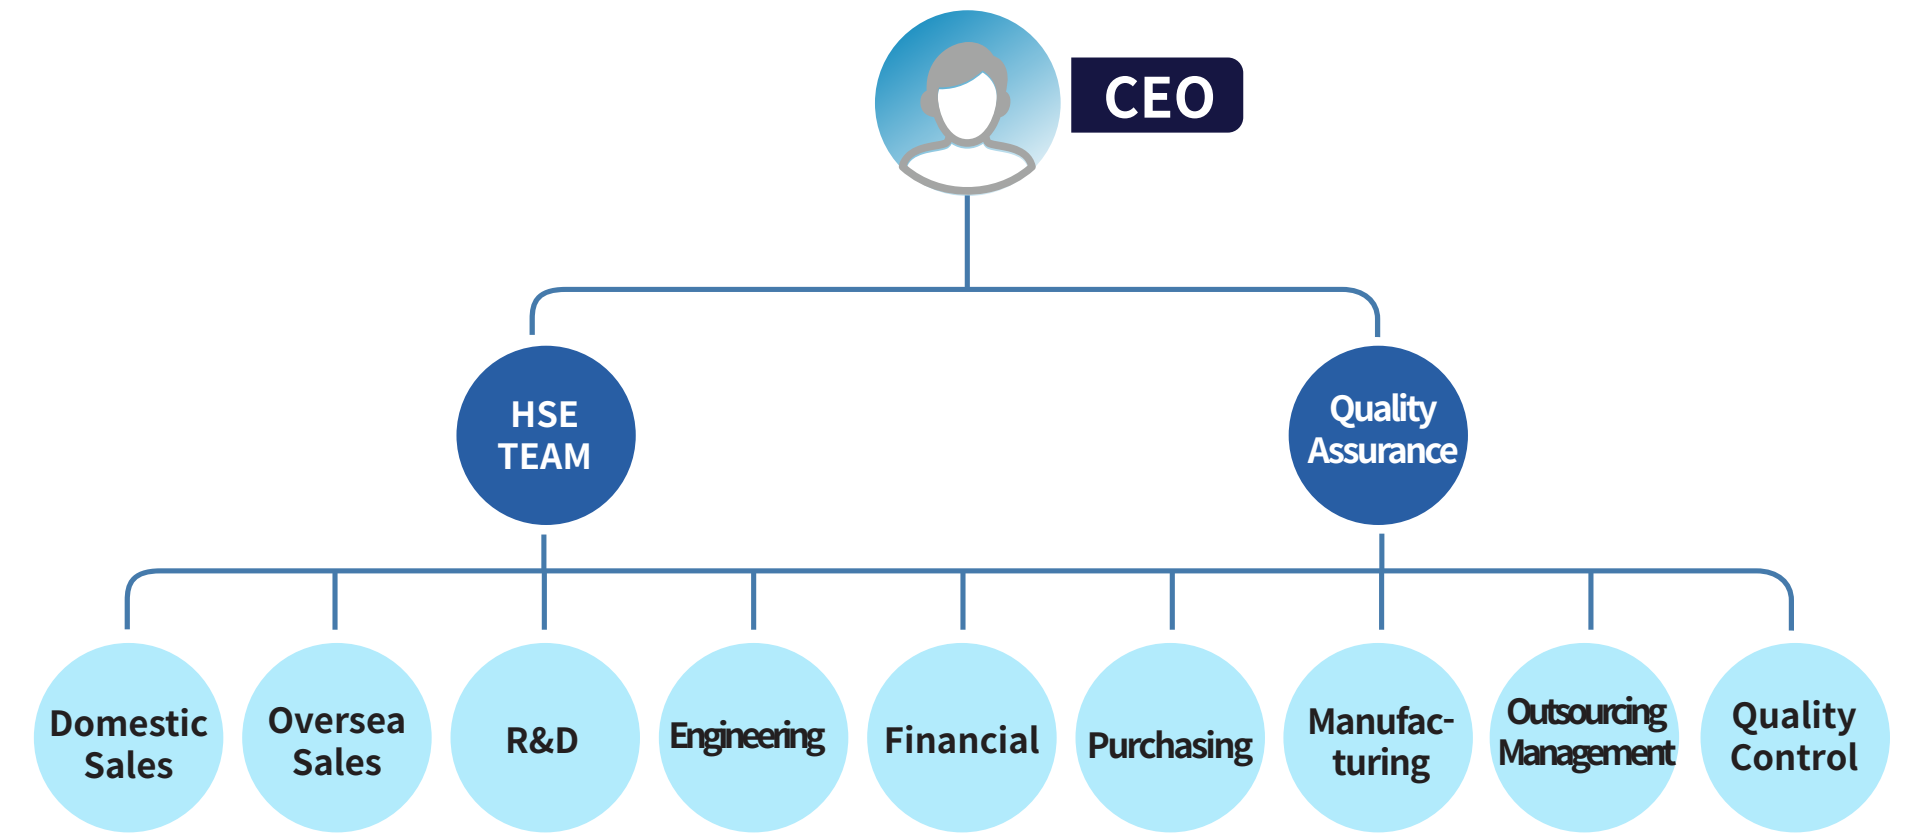 CEO
HSE
TEAM
Quality
Assurance
Domestic
Sales
Oversea
Sales
R&D
Engineering
Financial
Purchasing
Manufac-
turing
Outsourcing
Management
Quality
Control